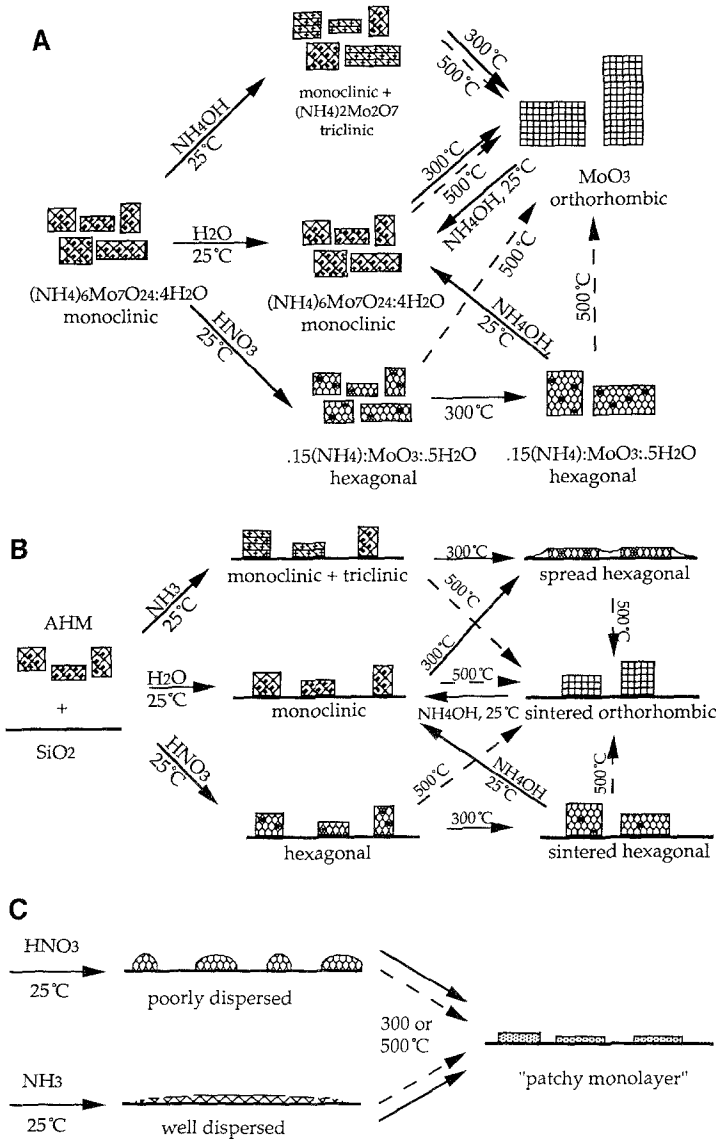 A
monoclinic +
(NH4)2Mo2O7
triclinic
300°C
500°C
NH4OH
25°C
MoO3
orthorhombic
300°C
500°C
NH4OH, 25°C
H2O
25°C
(NH4)6Mo7O24:4H2O
monoclinic
(NH4)6Mo7O24:4H2O
monoclinic
500°C
500°C
NH4OH
25°C
HNO3
25°C
300°C
.15(NH4):MoO3:.5H2O
hexagonal
.15(NH4):MoO3:.5H2O
hexagonal
B
AHM
+
SiO2
NH3
25°C
monoclinic + triclinic
300°C
spread hexagonal
500°C
500°C
300°C
H2O
25°C
monoclinic
500°C
NH4OH, 25°C
sintered orthorhombic
HNO3
25°C
500°C
NH4OH
25°C
500°C
hexagonal
300°C
sintered hexagonal
C
HNO3
25°C
poorly dispersed
300 or
500°C
"patchy monolayer"
NH3
25°C
well dispersed